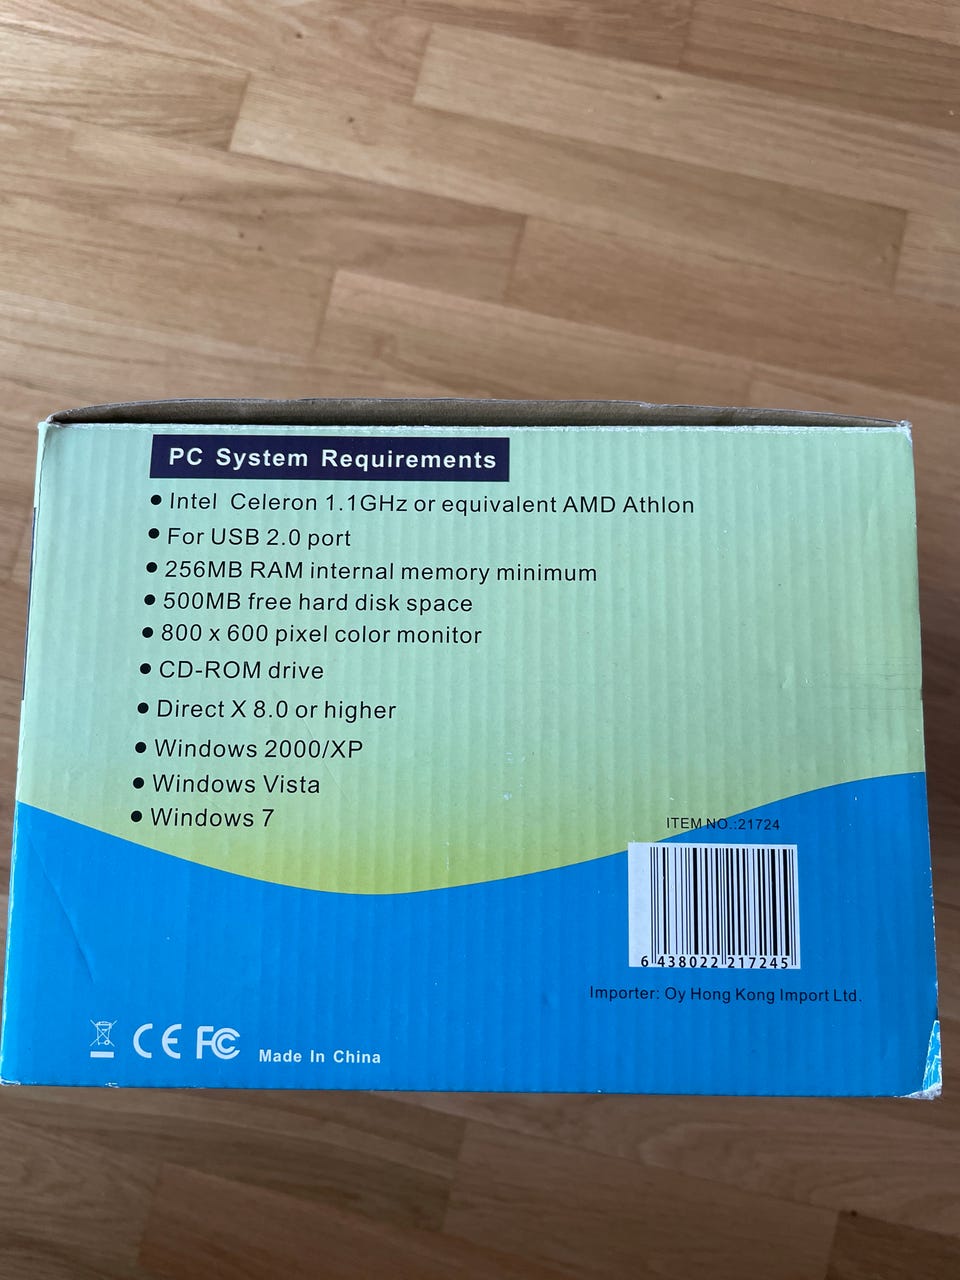 PC System Requirements
● Intel Celeron 1.1GHz or equivalent AMD Athlon
● For USB 2.0 port
● 256MB RAM internal memory minimum
● 500MB free hard disk space
● 800 x 600 pixel color monitor
● CD-ROM drive
● Direct X 8.0 or higher
● Windows 2000/XP
● Windows Vista
● Windows 7
ITEM NO.:21724
6 438022 217245
Importer: Oy Hong Kong Import Ltd.
CE FC Made In China